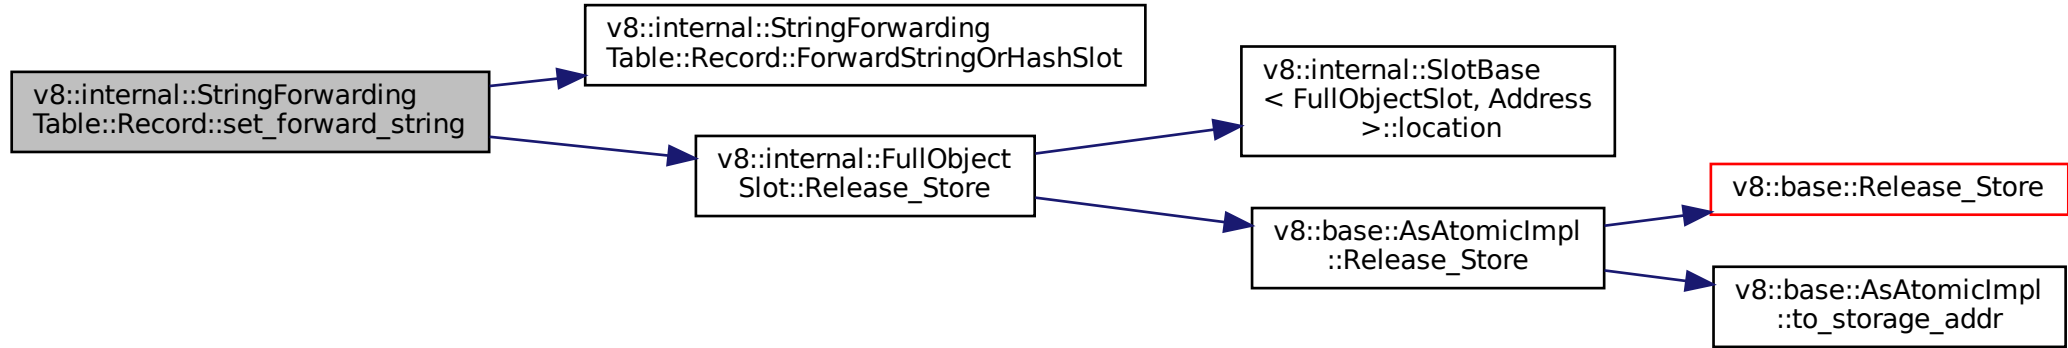 v8::internal::StringForwarding
Table::Record::set_forward_string
v8::internal::StringForwarding
Table::Record::ForwardStringOrHashSlot
v8::internal::FullObject
Slot::Release_Store
v8::internal::SlotBase
< FullObjectSlot, Address
>::location
v8::base::AsAtomicImpl
::Release_Store
v8::base::Release_Store
v8::base::AsAtomicImpl
::to_storage_addr